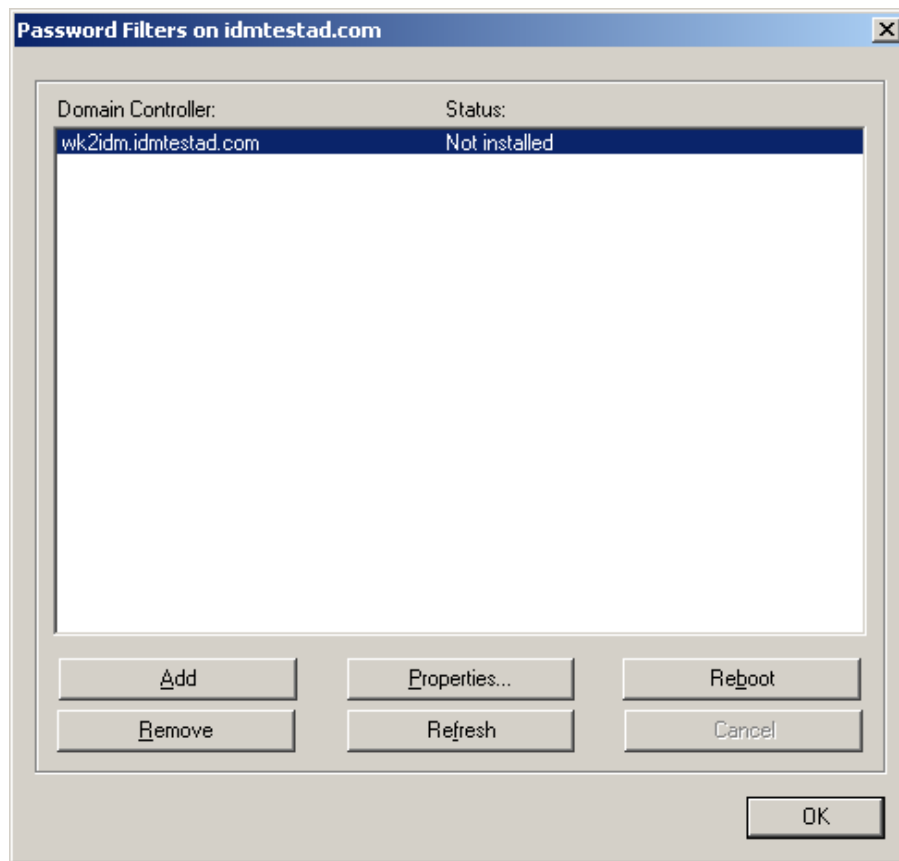 Password Filters on idmtestad.com
Domain Controller: Status:
wk2idm.idmtestad.com Not installed
Add Properties... Reboot
Remove Refresh Cancel
OK